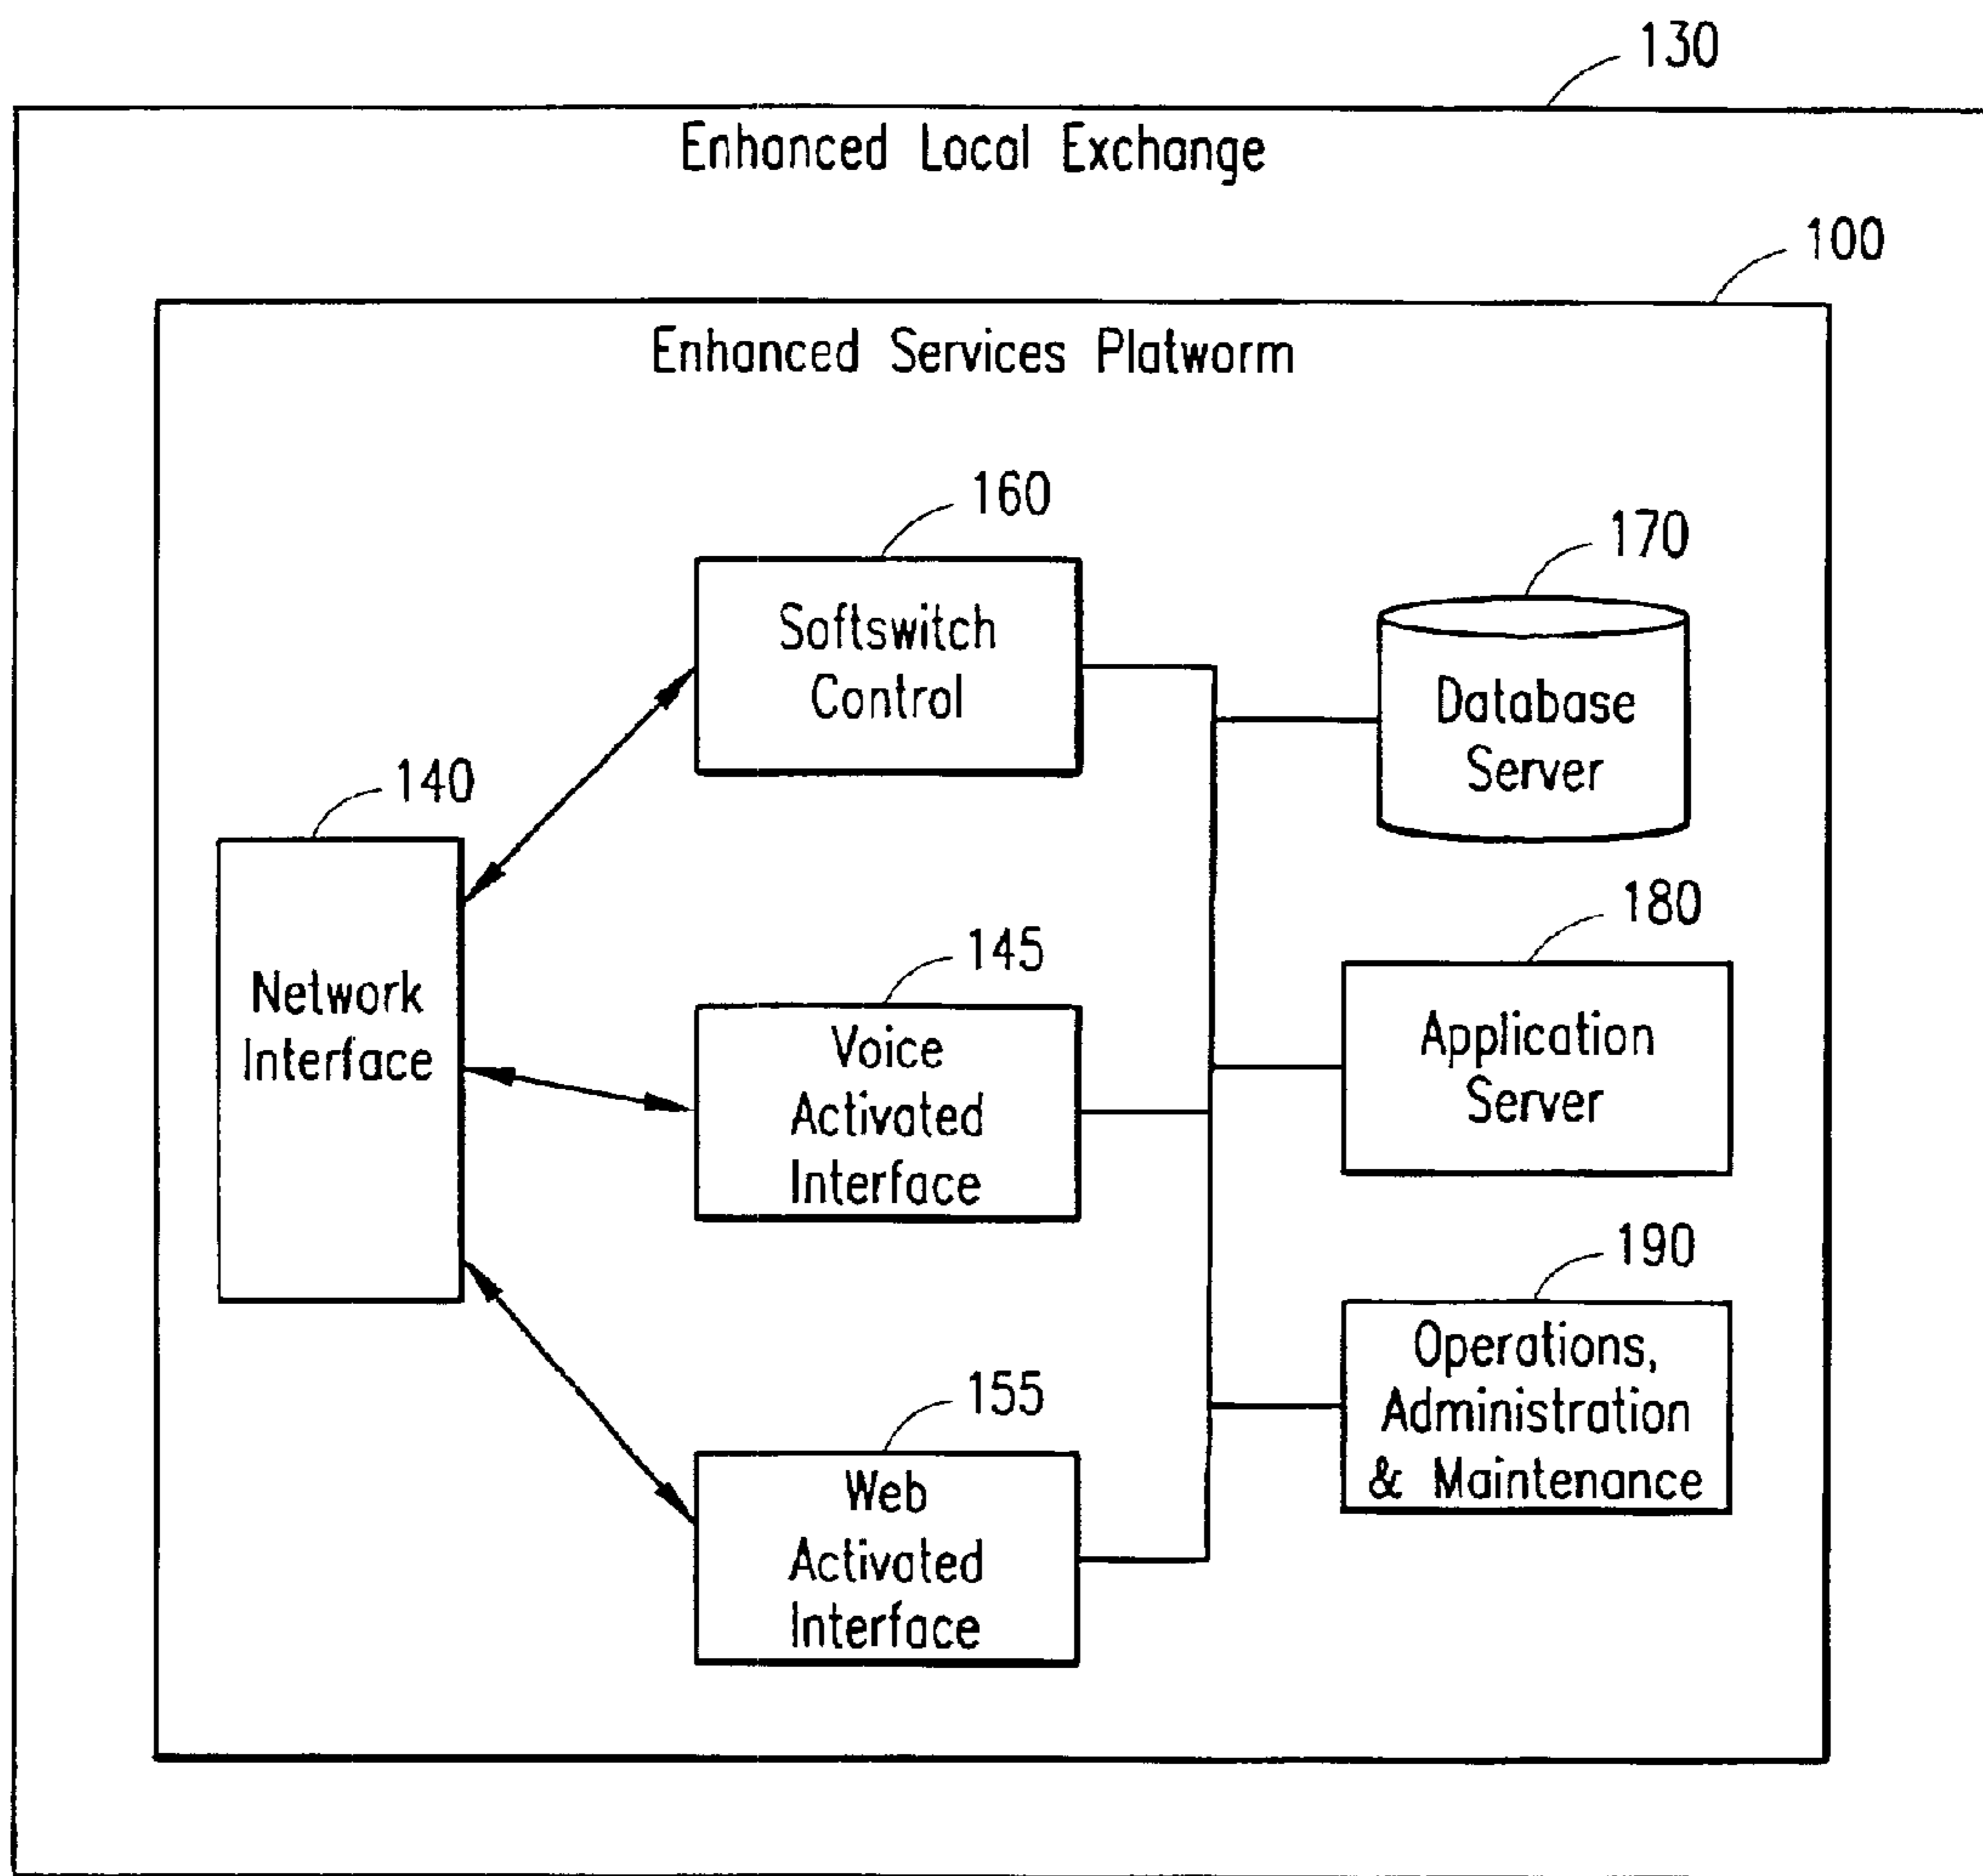 130
Enhanced Local Exchange
100
Enhanced Services Platworm
160
Softswitch
Control
170
Database
Server
140
Network
Interface
145
Voice
Activated
Interface
180
Application
Server
155
Web
Activated
Interface
190
Operations,
Administration
& Maintenance